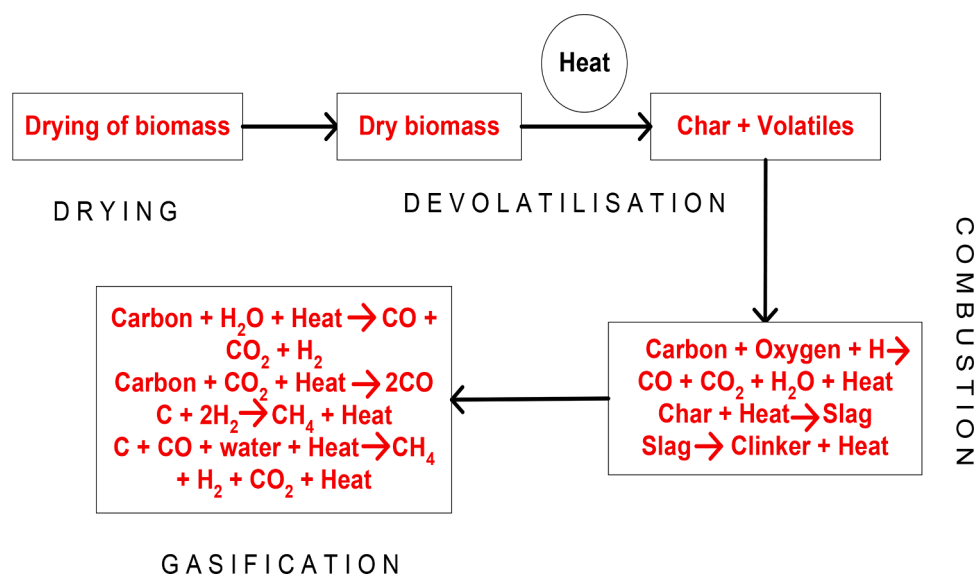 Heat
Drying of biomass
Dry biomass
Char + Volatiles
DRYING
DEVOLATILISATION
COMBUSTION
Carbon + Oxygen + H→
CO + CO₂ + H₂O + Heat
Char + Heat→Slag
Slag→Clinker + Heat
Carbon + H₂O + Heat→CO +
CO₂ + H₂
Carbon + CO₂ + Heat→2CO
C + 2H₂→CH₄ + Heat
C + CO + water + Heat→CH₄
+ H₂ + CO₂ + Heat
GASIFICATION